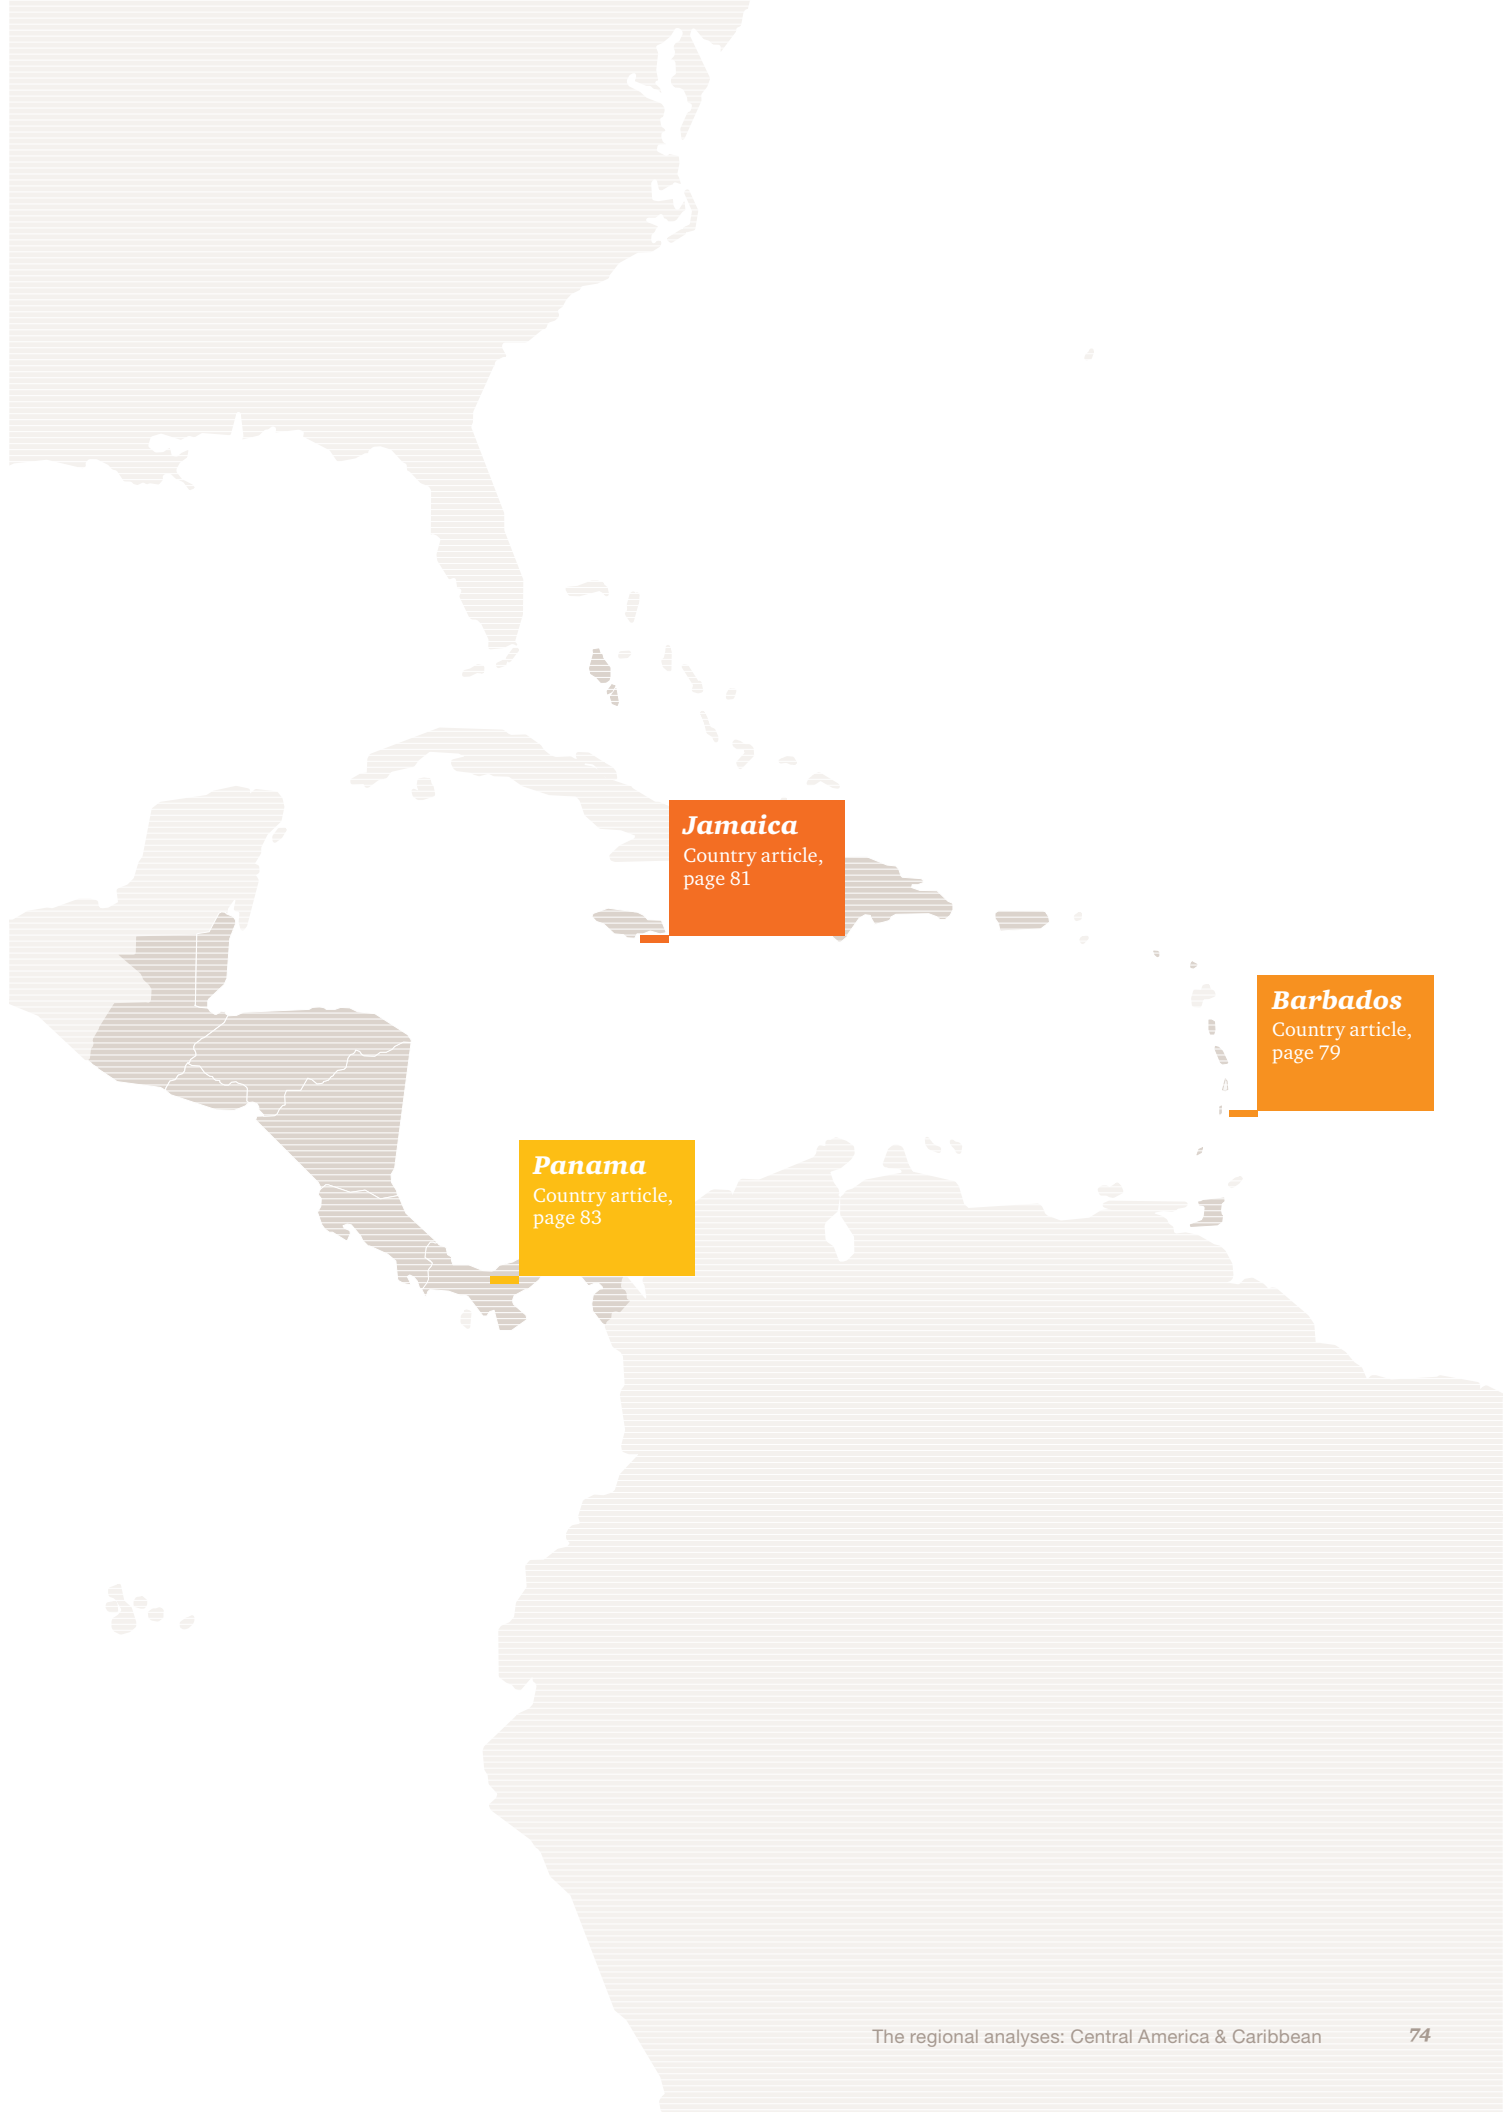 Jamaica
Country article,
page 81
Barbados
Country article,
page 79
Panama
Country article,
page 83
The regional analyses: Central America & Caribbean 74